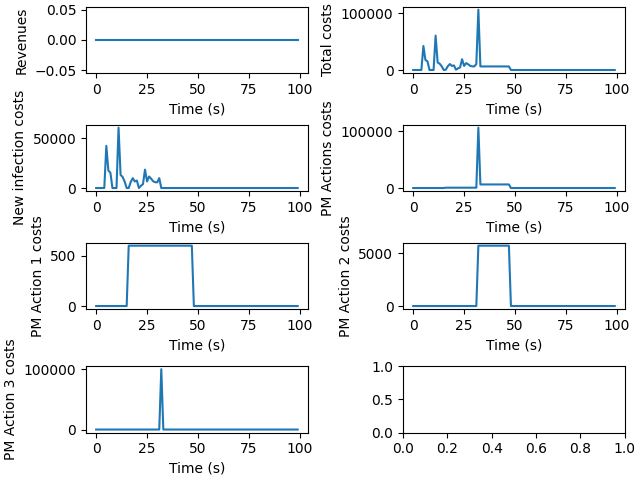 Revenues
0.05
0.00
−0.05
0 25 50 75 100
Time (s)
Total costs
100000
0
0 25 50 75 100
Time (s)
New infection costs
50000
0
0 25 50 75 100
Time (s)
PM Actions costs
100000
0
0 25 50 75 100
Time (s)
PM Action 1 costs
500
0
0 25 50 75 100
Time (s)
PM Action 2 costs
5000
0
0 25 50 75 100
Time (s)
PM Action 3 costs
100000
0
0 25 50 75 100
Time (s)
1.0
0.5
0.0
0.0 0.2 0.4 0.6 0.8 1.0